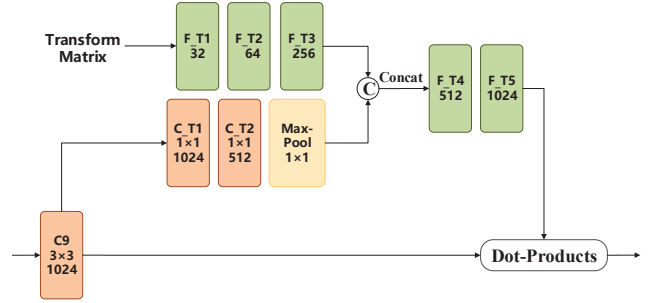 Transform
Matrix
F_T1
32
F_T2
64
F_T3
256
C
Concat
F_T4
512
F_T5
1024
C_T1
1×1
1024
C_T2
1×1
512
Max-
Pool
1×1
C9
3×3
1024
Dot-Products